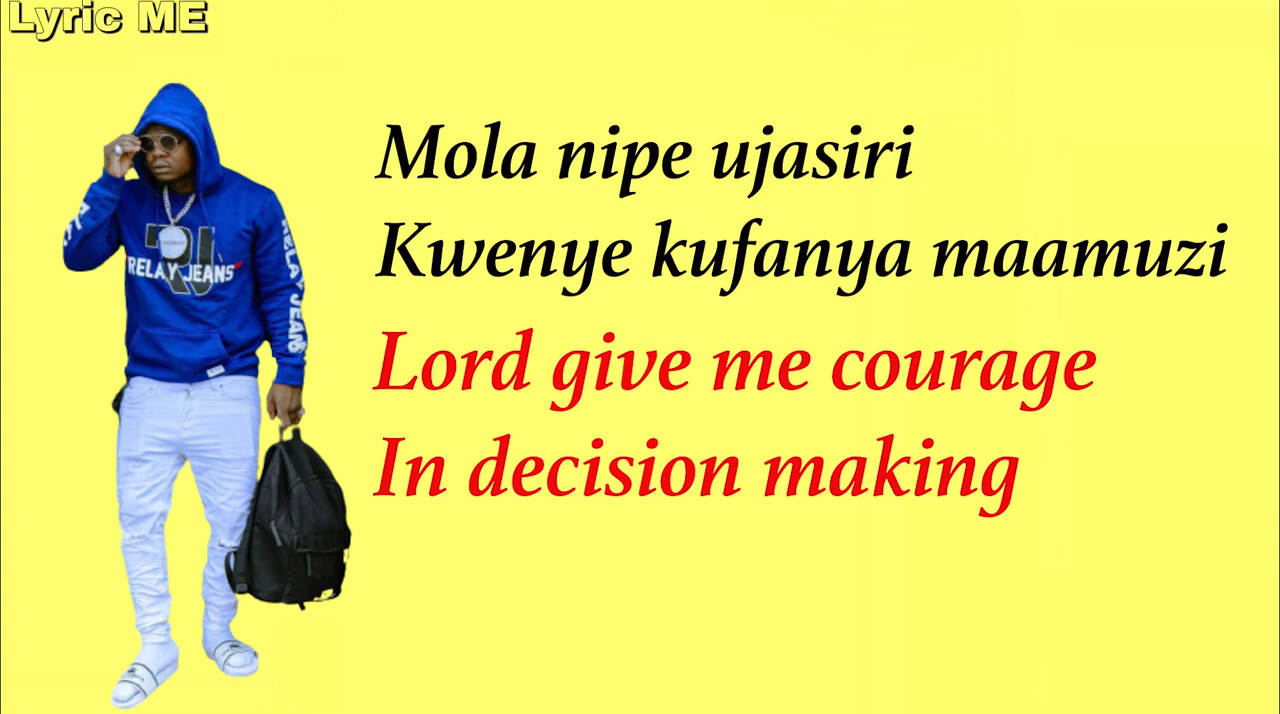 Lyric ME
Mola nipe ujasiri
Kwenye kufanya maamuzi
Lord give me courage
In decision making
RJ
RELAY JEANS
RELAY JEANS